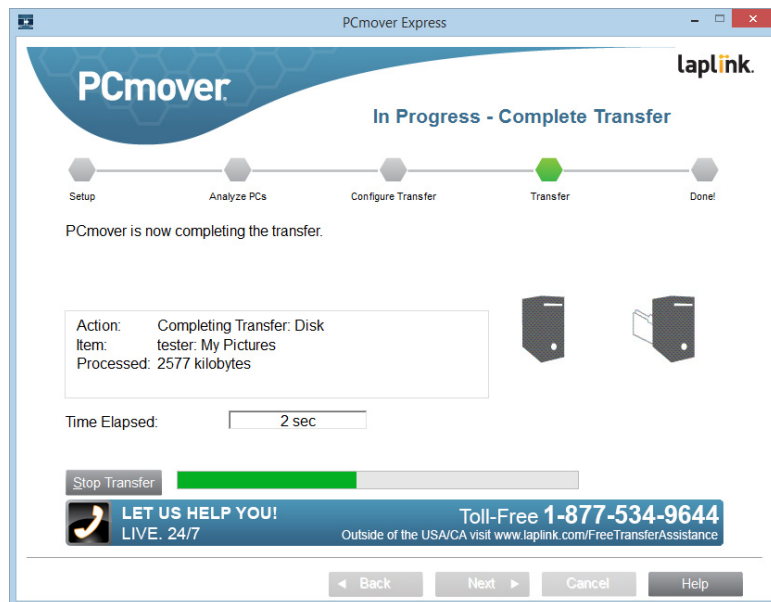 PCmover Express
PCmover
laplink.
In Progress - Complete Transfer
Setup
Analyze PCs
Configure Transfer
Transfer
Done!
PCmover is now completing the transfer.
Action: Completing Transfer: Disk
Item: tester: My Pictures
Processed: 2577 kilobytes
Time Elapsed: 2 sec
Stop Transfer
LET US HELP YOU!
LIVE. 24/7
Toll-Free 1-877-534-9644
Outside of the USA/CA visit www.laplink.com/FreeTransferAssistance
Back
Next
Cancel
Help